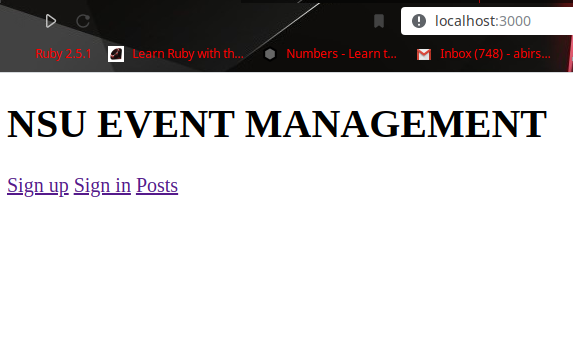 localhost:3000
Ruby 2.5.1 Learn Ruby with th... Numbers - Learn t... Inbox (748) - abirs...
NSU EVENT MANAGEMENT
Sign up Sign in Posts